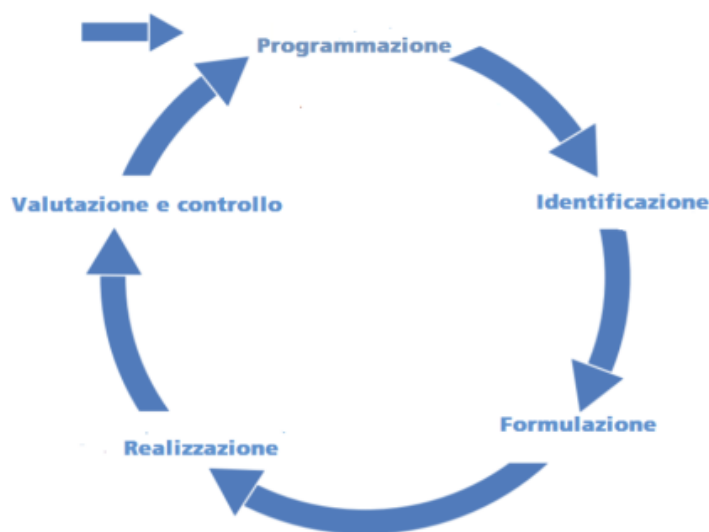 Programmazione
Identificazione
Formulazione
Realizzazione
Valutazione e controllo